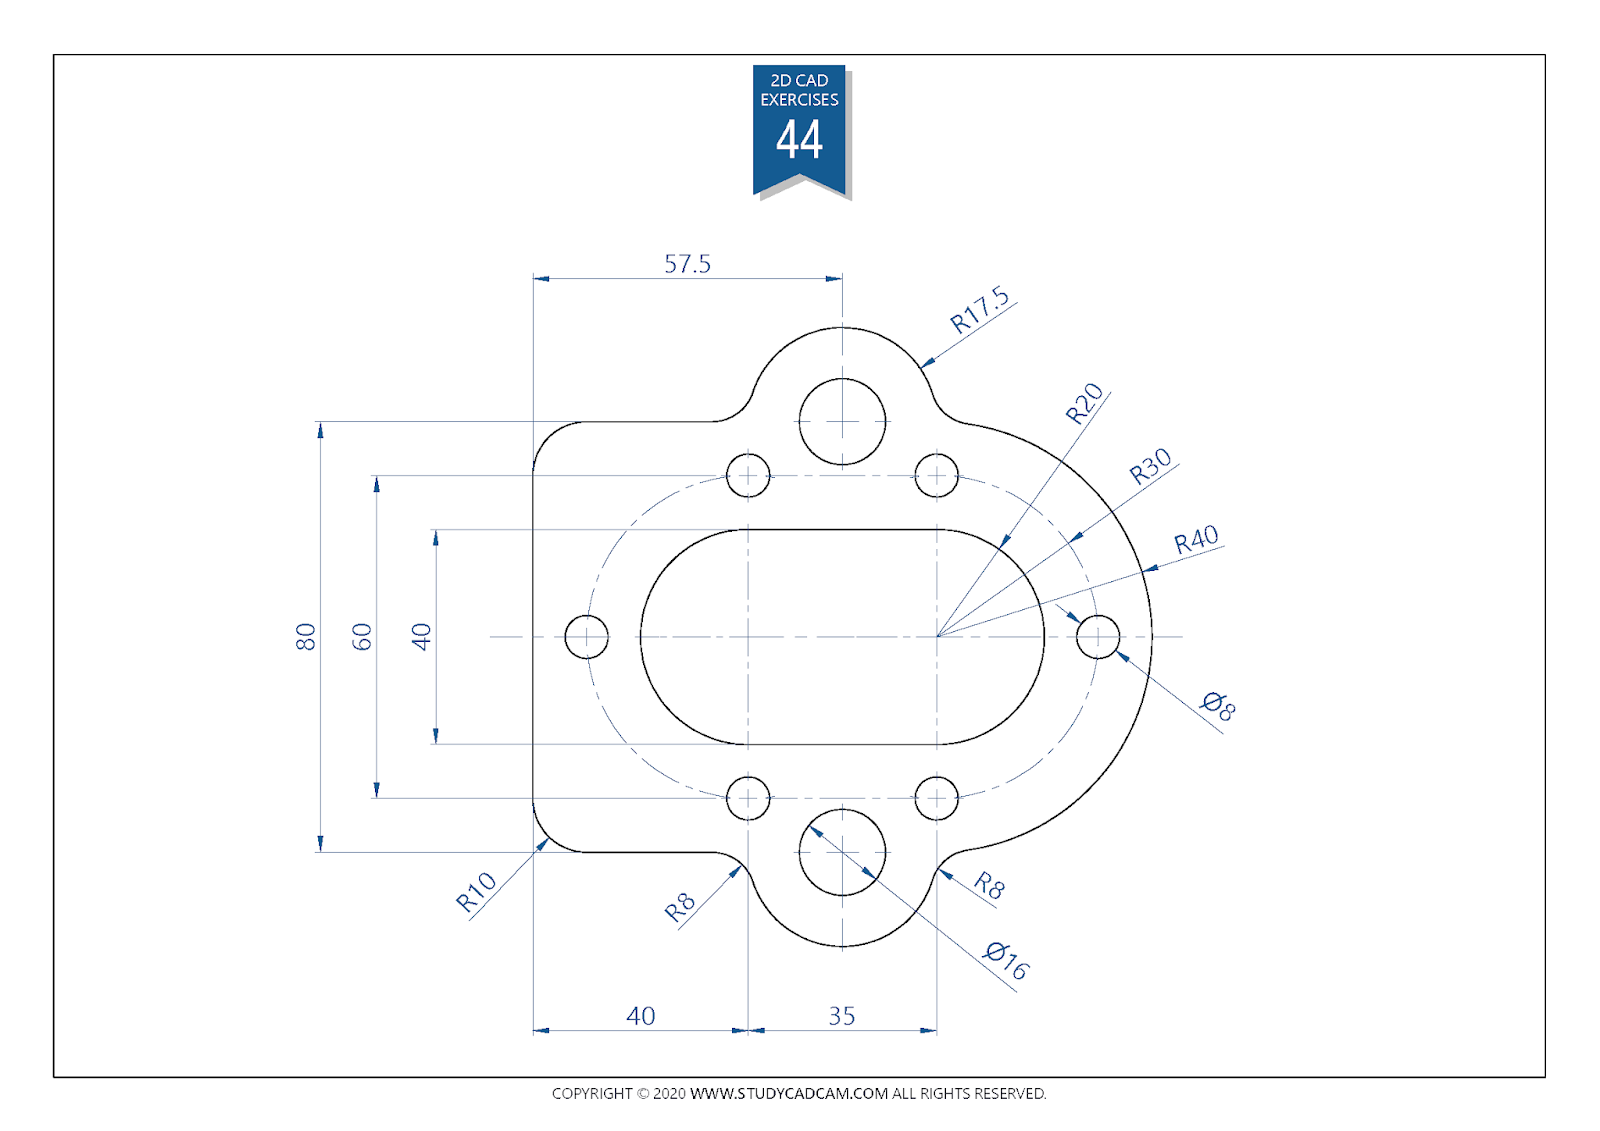 2D CAD
EXERCISES
44
57.5
R17.5
R20
R30
R40
80
60
40
Ø8
R10
R8
R8
Ø16
40
35
COPYRIGHT © 2020 WWW.STUDYCADCAM.COM ALL RIGHTS RESERVED.